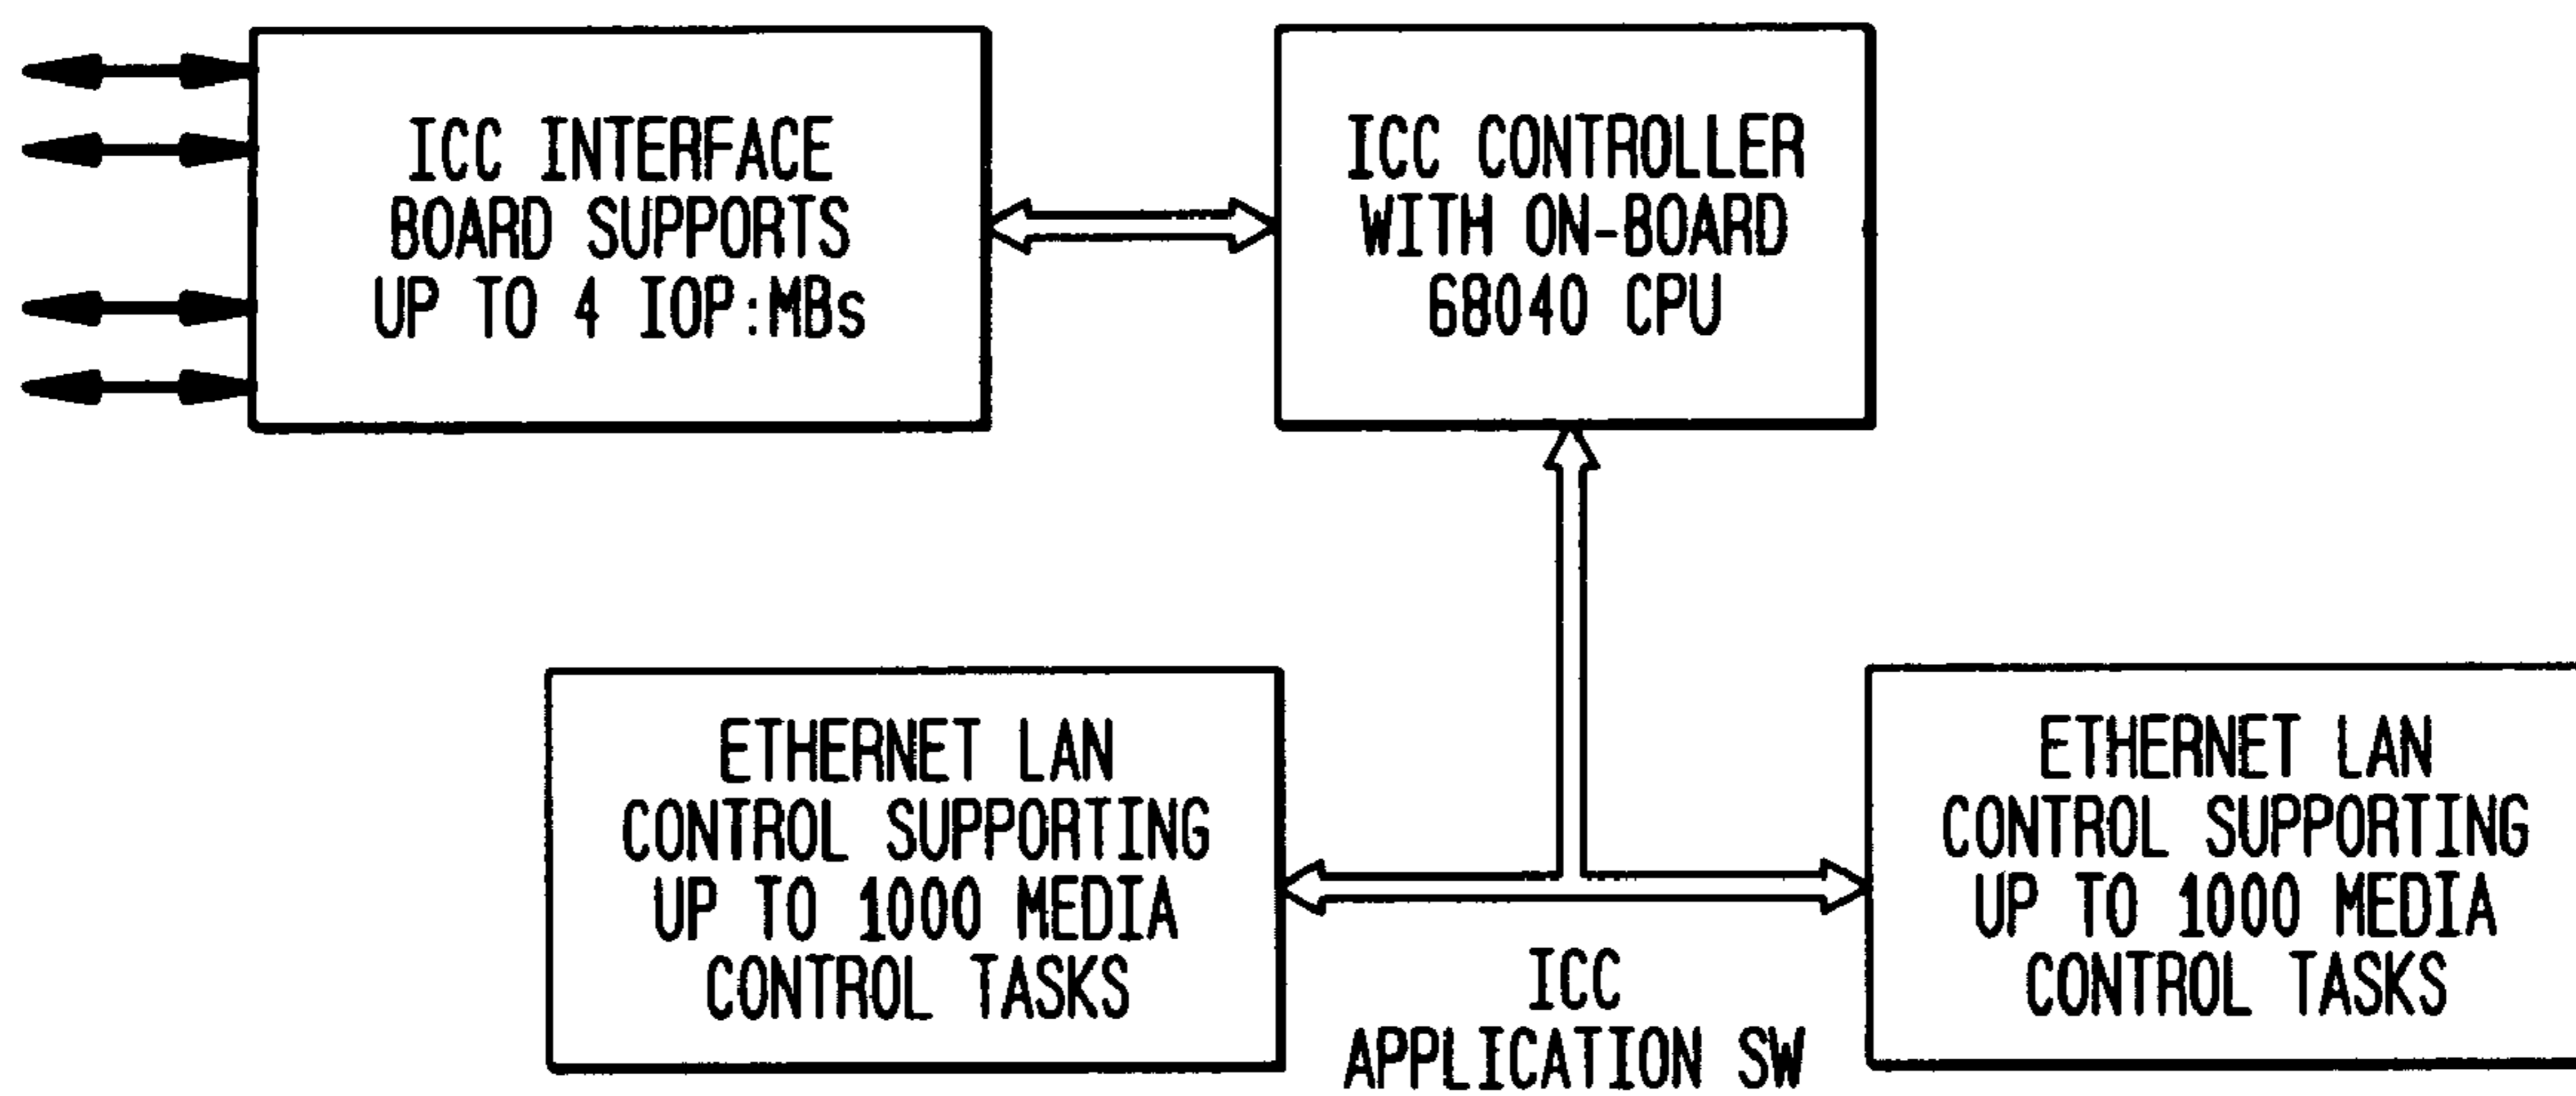 ICC INTERFACE
BOARD SUPPORTS
UP TO 4 IOP:MBs
ICC CONTROLLER
WITH ON-BOARD
68040 CPU
ETHERNET LAN
CONTROL SUPPORTING
UP TO 1000 MEDIA
CONTROL TASKS
ICC
APPLICATION SW
ETHERNET LAN
CONTROL SUPPORTING
UP TO 1000 MEDIA
CONTROL TASKS